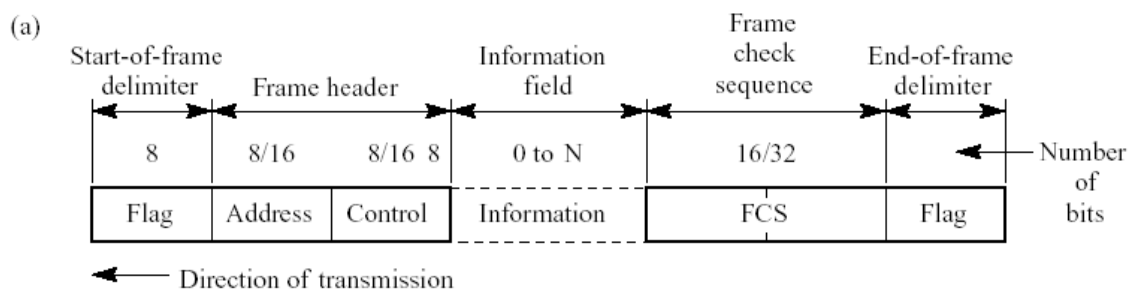 (a)
Start-of-frame
delimiter
Frame header
Information
field
Frame
check
sequence
End-of-frame
delimiter
8 8/16 8/16 8 0 to N 16/32
Number
of
bits
Flag Address Control Information FCS Flag
Direction of transmission